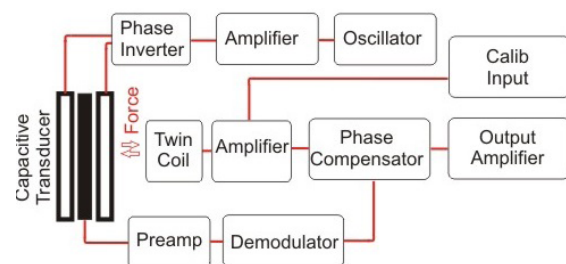 Phase
Inverter
Amplifier
Oscillator
Calib
Input
Capacitive
Transducer
Force
Twin
Coil
Amplifier
Phase
Compensator
Output
Amplifier
Preamp
Demodulator